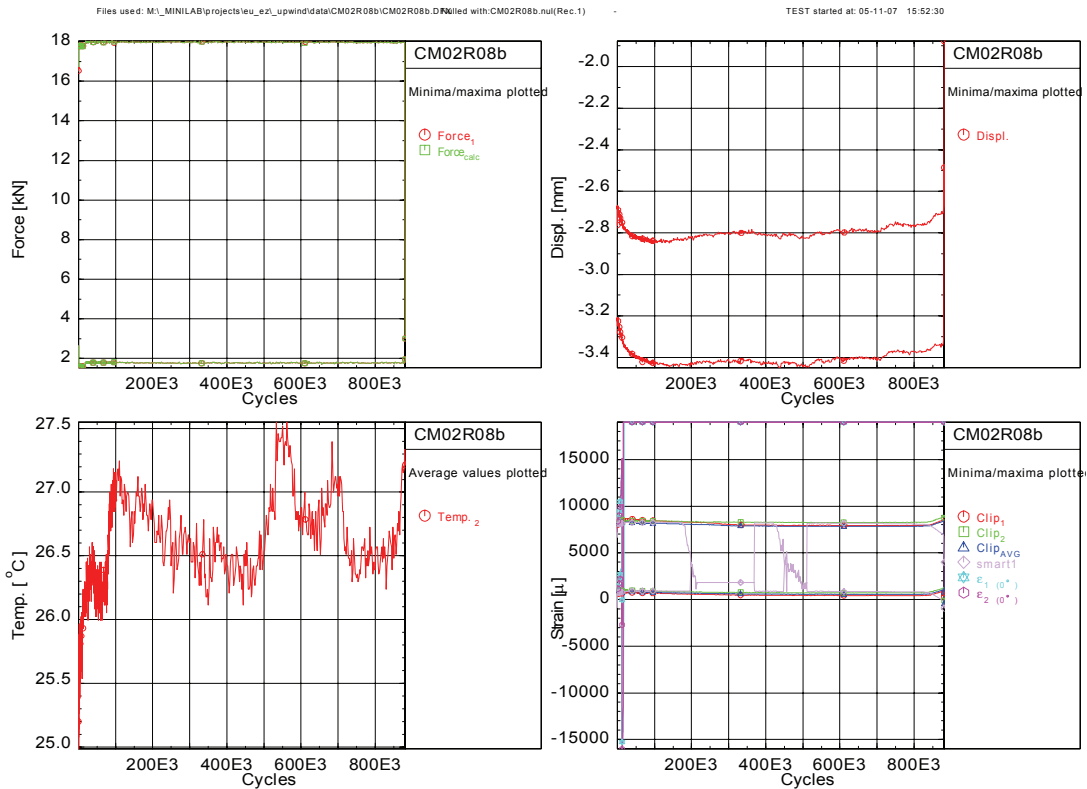 Files used: M:\_MINILAB\projects\eu_ez\_upwind\data\CM02R08b\CM02R08b.D Nulled with:CM02R08b.nul(Rec.1) - TEST started at: 05-11-07 15:52:30
CM02R08b
Minima/maxima plotted
Force1
Forcecalc
18
16
14
12
10
8
6
4
2
Force [kN]
200E3 400E3 600E3 800E3
Cycles
CM02R08b
Minima/maxima plotted
Displ.
-2.0
-2.2
-2.4
-2.6
-2.8
-3.0
-3.2
-3.4
Displ. [mm]
200E3 400E3 600E3 800E3
Cycles
CM02R08b
Average values plotted
Temp. 2
27.5
27.0
26.5
26.0
25.5
25.0
Temp. [ °C]
200E3 400E3 600E3 800E3
Cycles
CM02R08b
Minima/maxima plotted
Clip1
Clip2
ClipAVG
smart1
ε1 (0°)
ε2 (0°)
15000
10000
5000
0
-5000
-10000
-15000
Strain [µ]
200E3 400E3 600E3 800E3
Cycles